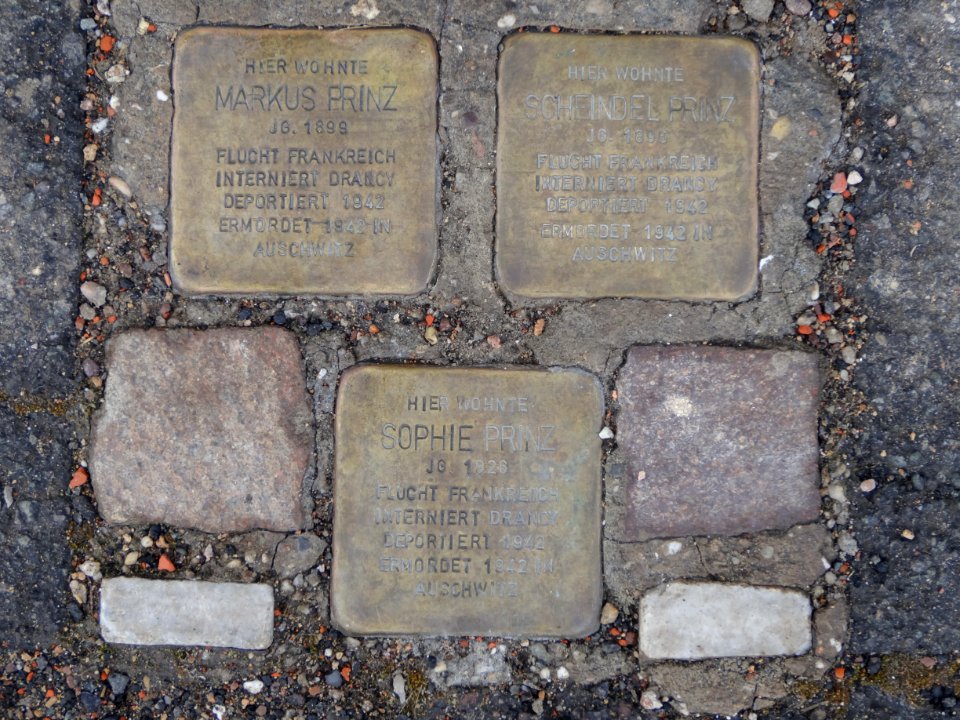 HIER WOHNTE
MARKUS PRINZ
JG. 1899
FLUCHT FRANKREICH
INTERNIERT DRANCY
DEPORTIERT 1942
ERMORDET 1942 IN
AUSCHWITZ
HIER WOHNTE
SCHEINDEL PRINZ
JG.
FLUCHT FRANKREICH
INTERNIERT DRANCY
DEPORTIERT 1942
ERMORDET 1942 IN
AUSCHWITZ
HIER WOHNTE
SOPHIE PRINZ
JG.
FLUCHT FRANKREICH
INTERNIERT DRANCY
DEPORTIERT 1942
ERMORDET 1942 IN
AUSCHWITZ